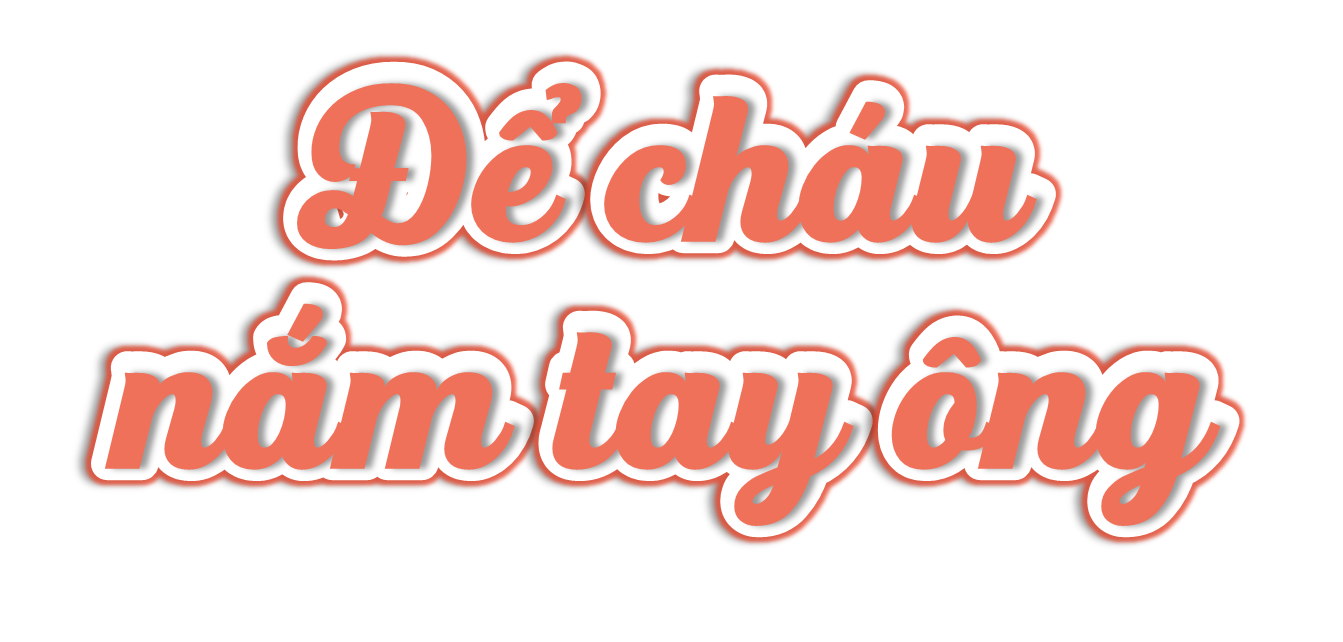 Để cháu
nắm tay ông